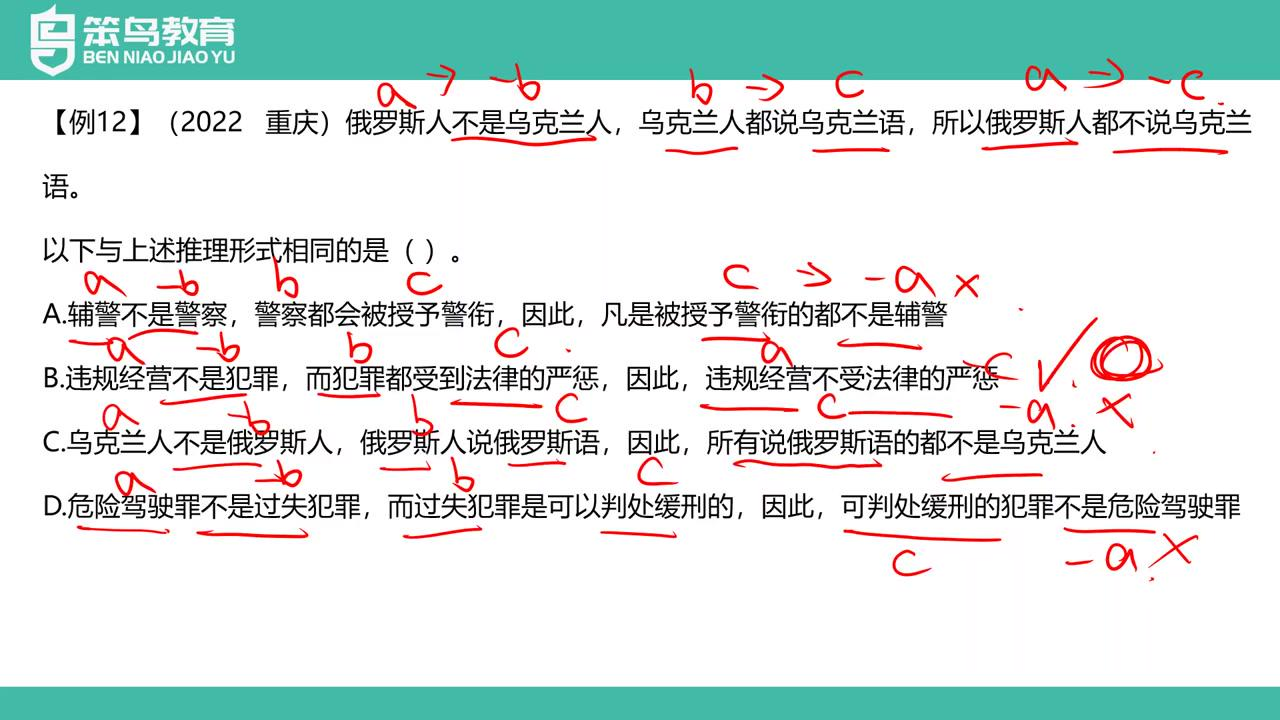 笨鸟教育
BEN NIAO JIAO YU
a → -b b → c a → -c
【例12】（2022 重庆）俄罗斯人不是乌克兰人，乌克兰人都说乌克兰语，所以俄罗斯人都不说乌克兰
语。
以下与上述推理形式相同的是（ ）。
a -b b c c → -a ×
A.辅警不是警察，警察都会被授予警衔，因此，凡是被授予警衔的都不是辅警
a -b b c a -c ✓
B.违规经营不是犯罪，而犯罪都受到法律的严惩，因此，违规经营不受法律的严惩
a -b b c c -a ×
C.乌克兰人不是俄罗斯人，俄罗斯人说俄罗斯语，因此，所有说俄罗斯语的都不是乌克兰人
a -b b c
D.危险驾驶罪不是过失犯罪，而过失犯罪是可以判处缓刑的，因此，可判处缓刑的犯罪不是危险驾驶罪
c -a ×